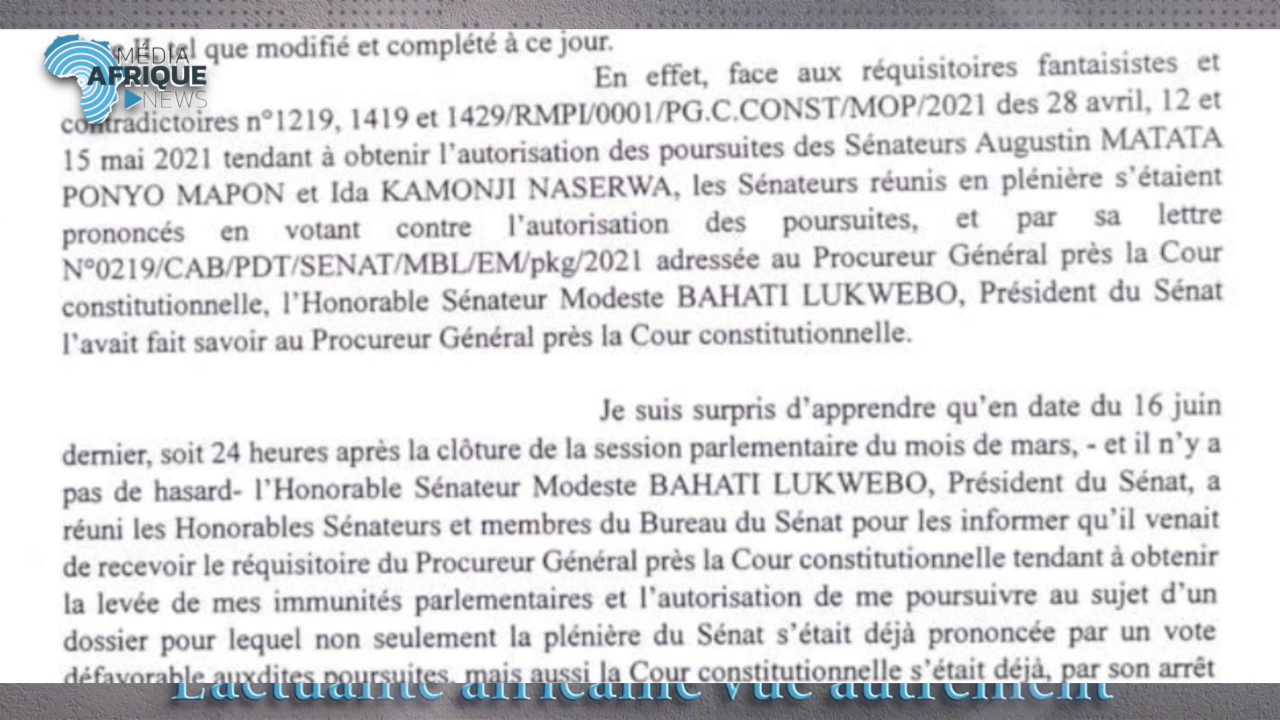 tel que modifié et complété à ce jour.
MÉDIA
AFRIQUE
NEWS
En effet, face aux réquisitoires fantaisistes et
contradictoires n°1219, 1419 et 1429/RMPI/0001/PG.C.CONST/MOP/2021 des 28 avril, 12 et
15 mai 2021 tendant à obtenir l’autorisation des poursuites des Sénateurs Augustin MATATA
PONYO MAPON et Ida KAMONJI NASERWA, les Sénateurs réunis en plénière s’étaient
prononcés en votant contre l’autorisation des poursuites, et par sa lettre
N°0219/CAB/PDT/SENAT/MBL/EM/pkg/2021 adressée au Procureur Général près la Cour
constitutionnelle, l’Honorable Sénateur Modeste BAHATI LUKWEBO, Président du Sénat
l’avait fait savoir au Procureur Général près la Cour constitutionnelle.
Je suis surpris d’apprendre qu’en date du 16 juin
dernier, soit 24 heures après la clôture de la session parlementaire du mois de mars, - et il n’y a
pas de hasard- l’Honorable Sénateur Modeste BAHATI LUKWEBO, Président du Sénat, a
réuni les Honorables Sénateurs et membres du Bureau du Sénat pour les informer qu’il venait
de recevoir le réquisitoire du Procureur Général près la Cour constitutionnelle tendant à obtenir
la levée de mes immunités parlementaires et l’autorisation de me poursuivre au sujet d’un
dossier pour lequel non seulement la plénière du Sénat s’était déjà prononcée par un vote
défavorable auxdites poursuites, mais aussi la Cour constitutionnelle s’était déjà, par son arrêt
L'actualité africaine vue autrement